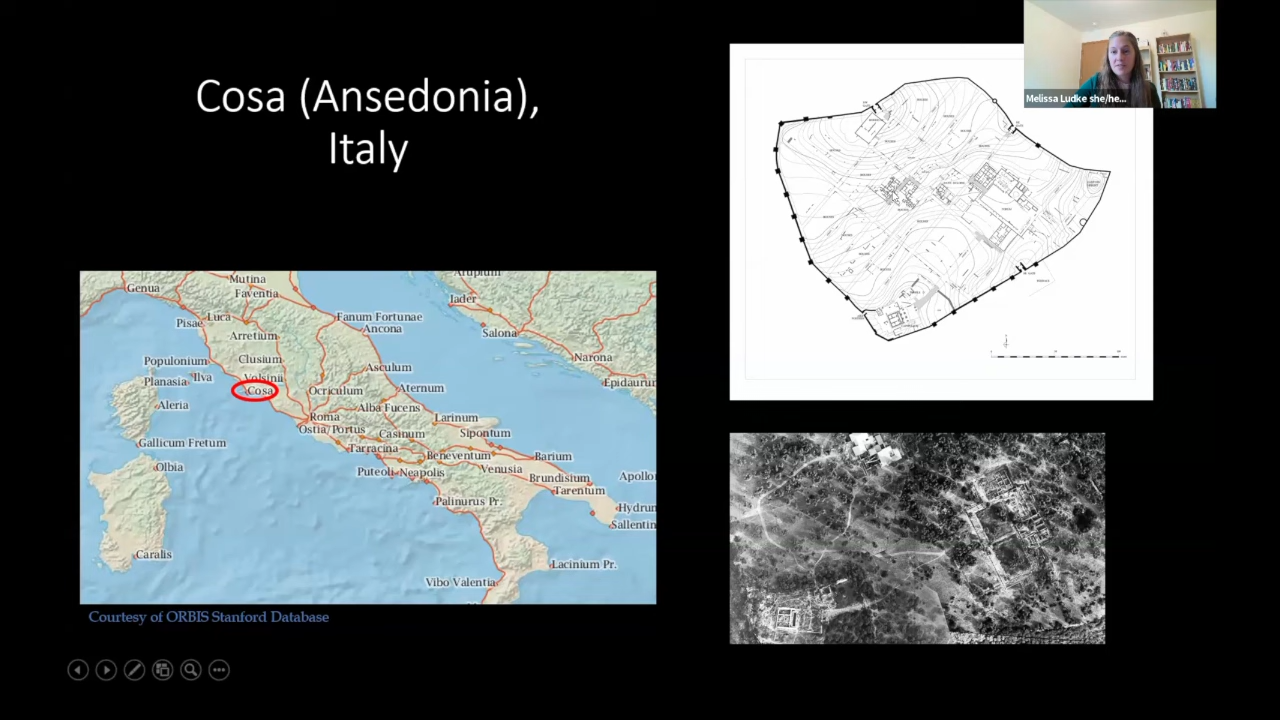 Cosa (Ansedonia),
Italy
Melissa Ludke she/he...
Mutina
Arupium
Genua
Faventia
Iader
Luca
Fanum Fortunae
Pisae
Ancona
Salona
Arretium
Narona
Clusium
Populonium
Asculum
Volsinii
Planasia
Ilva
Epidauru
Cosa
Ocriculum
Aternum
Aleria
Alba Fucens
Roma
Larinum
Ostia/Portus
Casinum
Sipontum
Gallicum Fretum
Tarracina
Beneventum
Barium
Olbia
Puteoli
Neapolis
Venusia
Brundisium
Apollo
Tarentum
Palinurus Pr.
Hydrun
Sallentin
Caralis
Lacinium Pr.
Vibo Valentia
Courtesy of ORBIS Stanford Database